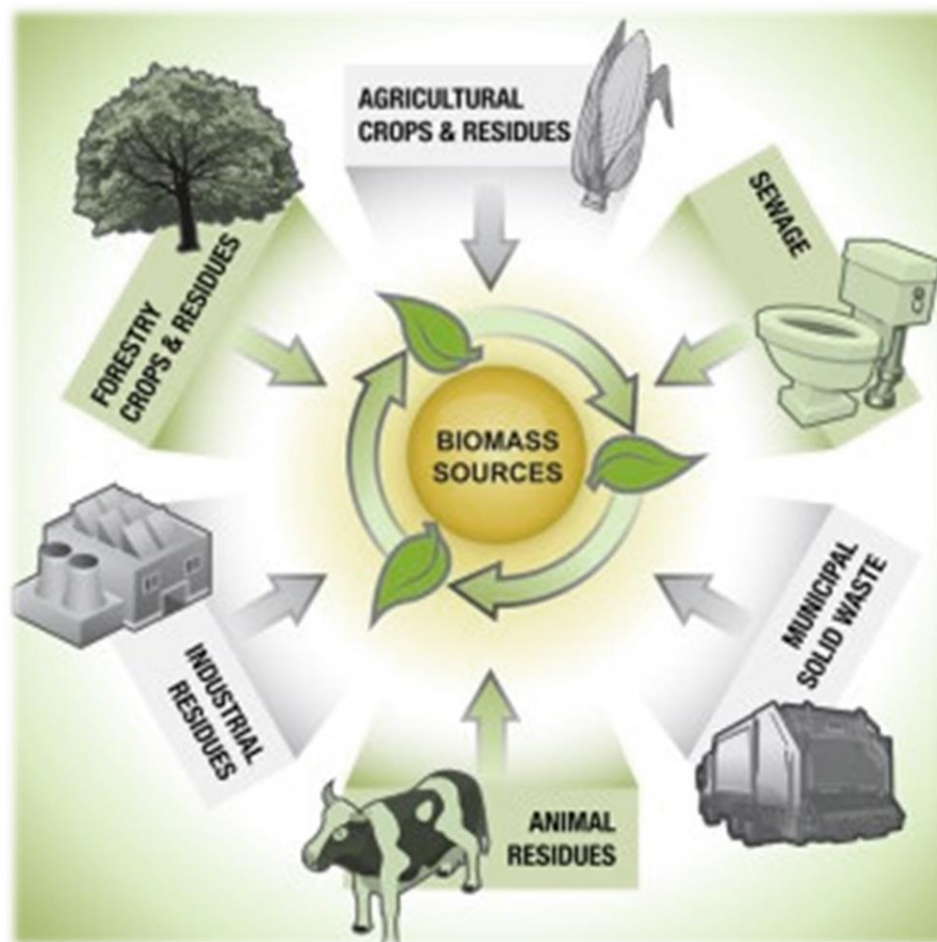 AGRICULTURAL
CROPS & RESIDUES
SEWAGE
FORESTRY
CROPS & RESIDUES
BIOMASS
SOURCES
MUNICIPAL
SOLID WASTE
INDUSTRIAL
RESIDUES
ANIMAL
RESIDUES